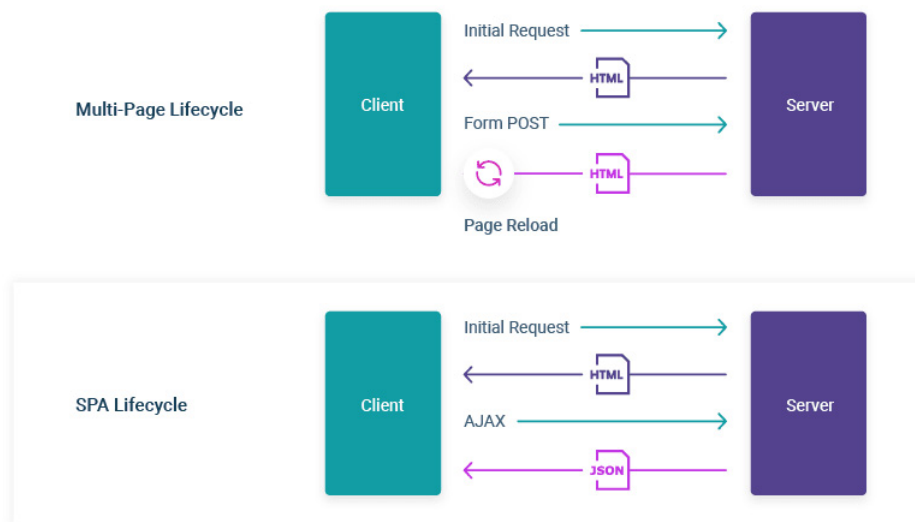 Initial Request
HTML
Multi-Page Lifecycle
Client
Server
Form POST
HTML
Page Reload
Initial Request
HTML
SPA Lifecycle
Client
Server
AJAX
JSON